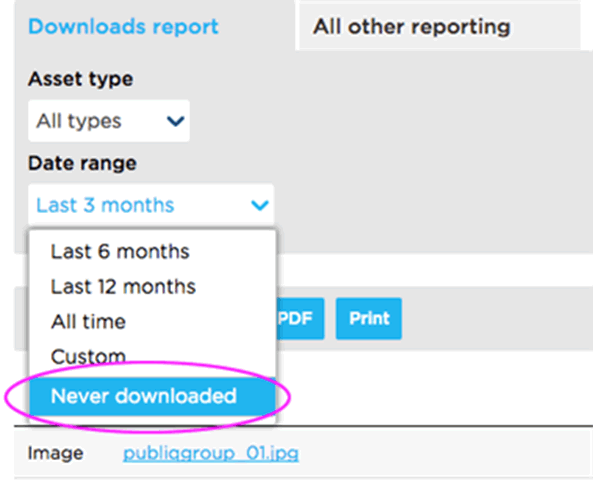 Downloads report
All other reporting
Asset type
All types
Date range
Last 3 months
Last 6 months
Last 12 months
All time
Custom
Never downloaded
PDF
Print
Image publiqgroup_01.jpg